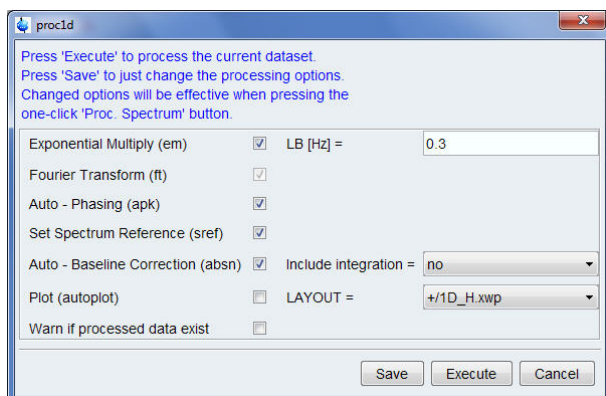 proc1d
Press 'Execute' to process the current dataset.
Press 'Save' to just change the processing options.
Changed options will be effective when pressing the
one-click 'Proc. Spectrum' button.
Exponential Multiply (em) LB [Hz] = 0.3
Fourier Transform (ft)
Auto - Phasing (apk)
Set Spectrum Reference (sref)
Auto - Baseline Correction (absn) Include integration = no
Plot (autoplot) LAYOUT = +/1D_H.xwp
Warn if processed data exist
Save Execute Cancel